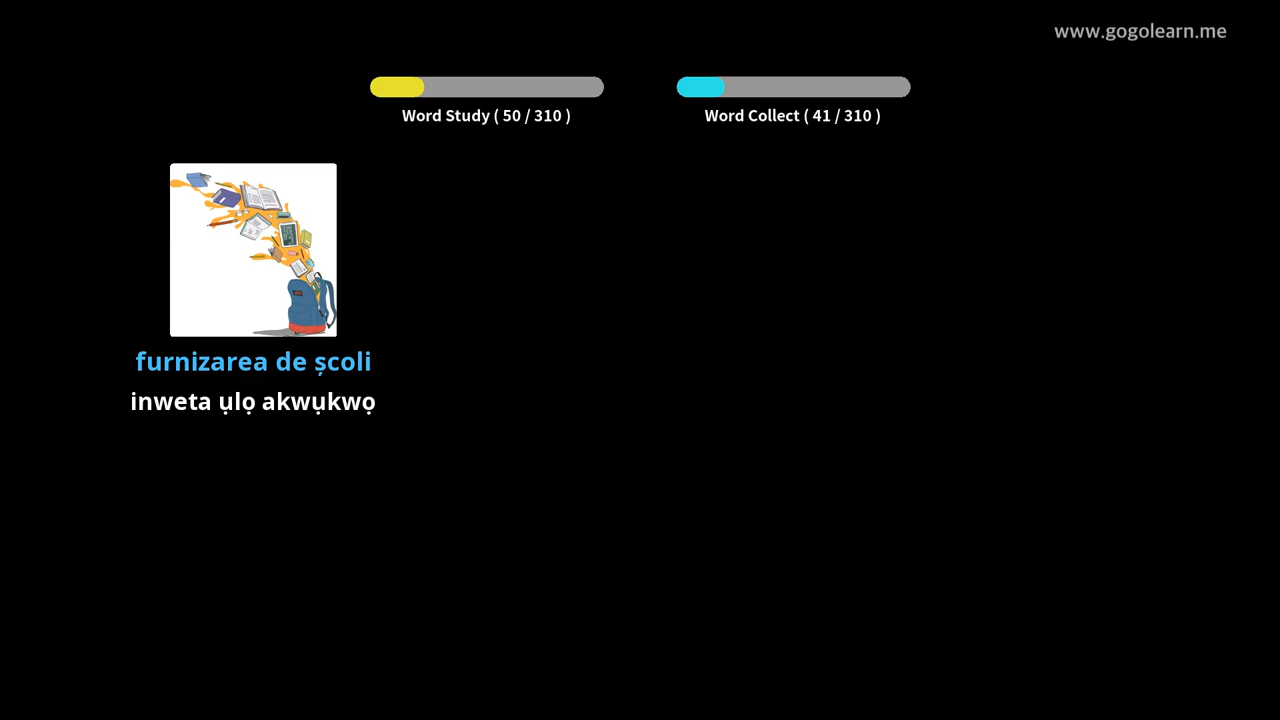 www.gogolearn.me
Word Study ( 50 / 310 )
Word Collect ( 41 / 310 )
furnizarea de școli
inweta ụlọ akwụkwọ